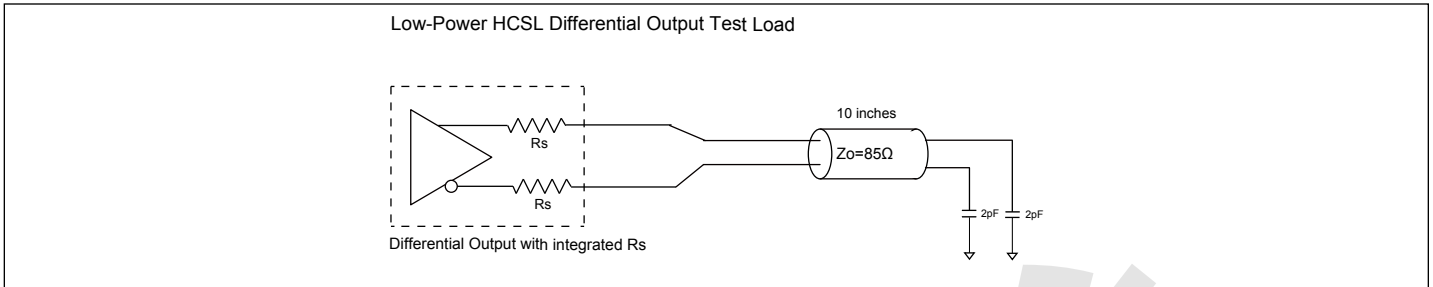 Low-Power HCSL Differential Output Test Load
10 inches
Rs
Zo=85Ω
Rs
2pF
2pF
Differential Output with integrated Rs